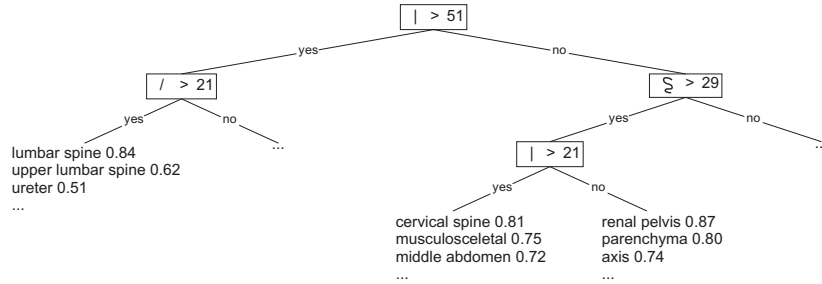 | > 51
yes
no
/ > 21
> 29
yes
no
yes
no
lumbar spine 0.84
upper lumbar spine 0.62
ureter 0.51
...
...
| > 21
...
yes
no
cervical spine 0.81
musculosceletal 0.75
middle abdomen 0.72
...
renal pelvis 0.87
parenchyma 0.80
axis 0.74
...